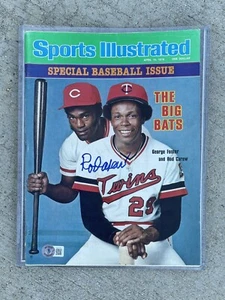 Sports Illustrated
SPECIAL BASEBALL ISSUE
THE
BIG
BATS
George Foster
and Rod Carew
Rod Carew
Twins
29